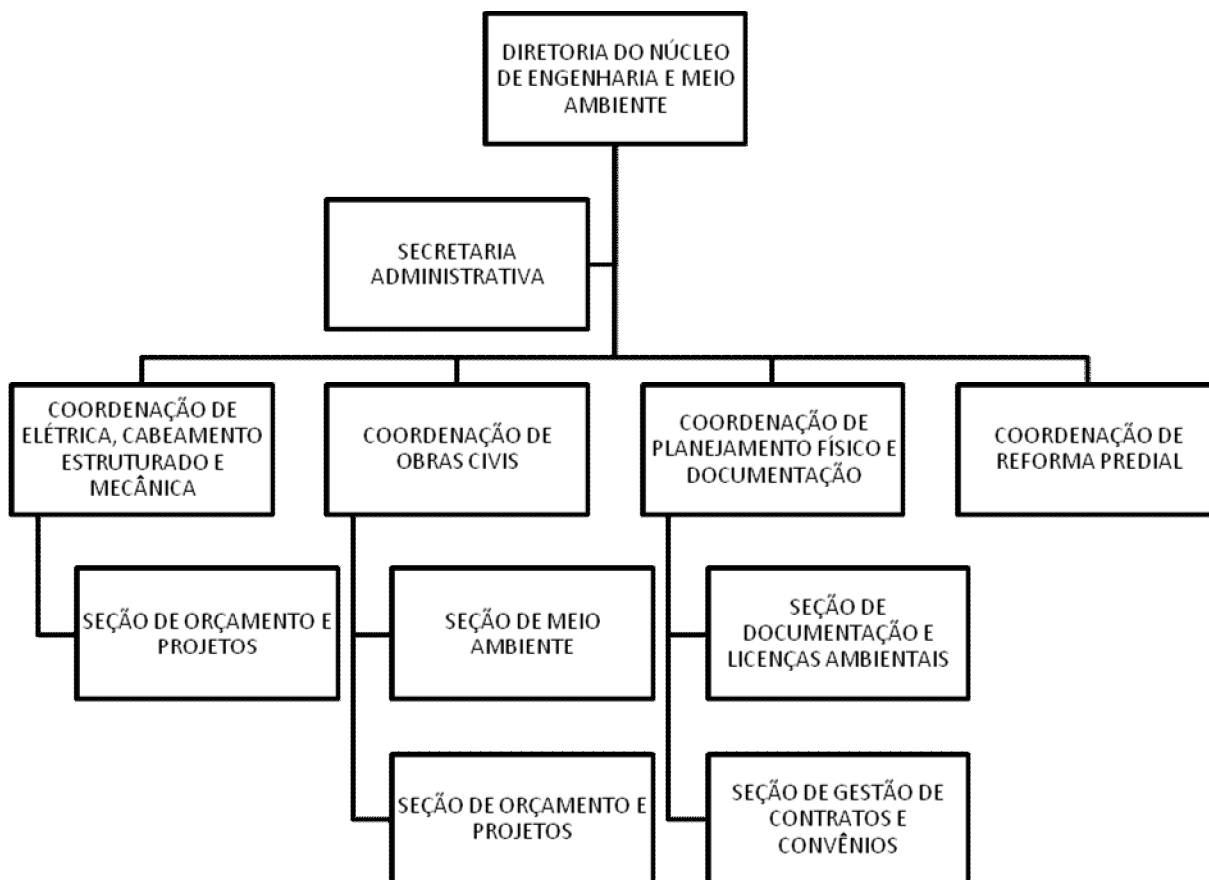 DIRETORIA DO NÚCLEO
DE ENGENHARIA E MEIO
AMBIENTE
SECRETARIA
ADMINISTRATIVA
COORDENAÇÃO DE
ELÉTRICA, CABEAMENTO
ESTRUTURADO E
MECÂNICA
COORDENAÇÃO DE
OBRAS CIVIS
COORDENAÇÃO DE
PLANEJAMENTO FÍSICO E
DOCUMENTAÇÃO
COORDENAÇÃO DE
REFORMA PREDIAL
SEÇÃO DE ORÇAMENTO E
PROJETOS
SEÇÃO DE MEIO
AMBIENTE
SEÇÃO DE
DOCUMENTAÇÃO E
LICENÇAS AMBIENTAIS
SEÇÃO DE ORÇAMENTO E
PROJETOS
SEÇÃO DE GESTÃO DE
CONTRATOS E
CONVÊNIOS